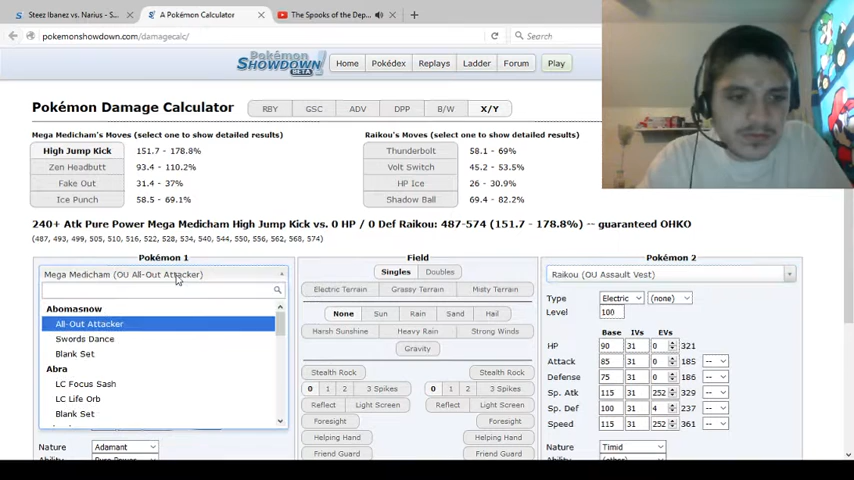 Steez Ibanez vs. Narius - S...
A Pokémon Calculator
The Spooks of the Dep...
pokemonshowdown.com/damagecalc/
Search
Pokémon SHOWDOWN! BETA
Home Pokédex Replays Ladder Forum Play
Pokémon Damage Calculator RBY GSC ADV DPP B/W X/Y
Mega Medicham's Moves (select one to show detailed results) Raikou's Moves (select one to show detailed results)
High Jump Kick 151.7 - 178.8% Thunderbolt 58.1 - 69%
Zen Headbutt 93.4 - 110.2% Volt Switch 45.2 - 53.5%
Fake Out 31.4 - 37% HP Ice 26 - 30.9%
Ice Punch 58.5 - 69.1% Shadow Ball 69.4 - 82.2%
240+ Atk Pure Power Mega Medicham High Jump Kick vs. 0 HP / 0 Def Raikou: 487-574 (151.7 - 178.8%) -- guaranteed OHKO
(487, 493, 499, 505, 510, 516, 522, 528, 534, 540, 544, 550, 556, 562, 568, 574)
Pokémon 1 Field Pokémon 2
Mega Medicham (OU All-Out Attacker) Singles Doubles Raikou (OU Assault Vest)
Electric Terrain Grassy Terrain Misty Terrain
Type Electric (none)
Abomasnow None Sun Rain Sand Hail Level 100
All-Out Attacker Harsh Sunshine Heavy Rain Strong Winds Base IVs EVs
Swords Dance Gravity HP 90 31 0 321
Blank Set Attack 85 31 0 185 --
Abra Stealth Rock Stealth Rock Defense 75 31 0 186 --
LC Focus Sash 0 1 2 3 Spikes 0 1 2 3 Spikes Sp. Atk 115 31 252 329 --
LC Life Orb Reflect Light Screen Reflect Light Screen Sp. Def 100 31 4 237 --
Blank Set Foresight Foresight Speed 115 31 252 361 --
Helping Hand Helping Hand
Nature Adamant Friend Guard Friend Guard Nature Timid